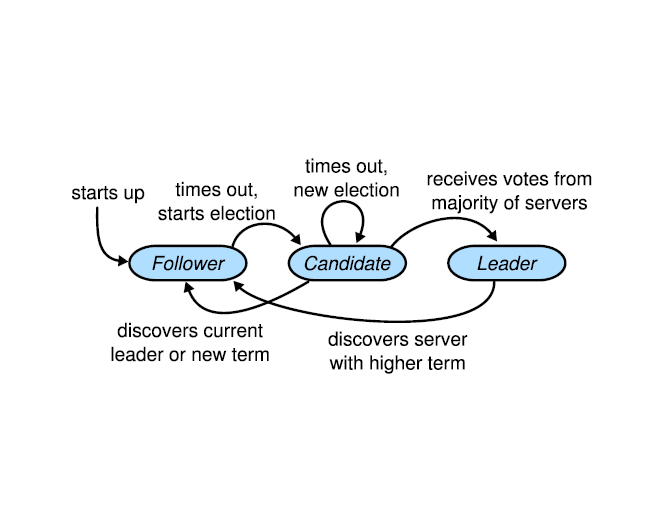 starts up
times out,
starts election
times out,
new election
receives votes from
majority of servers
Follower
Candidate
Leader
discovers current
leader or new term
discovers server
with higher term